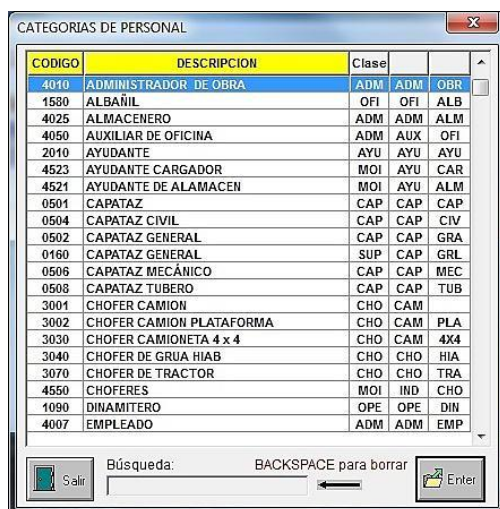 CATEGORIAS DE PERSONAL
CODIGO DESCRIPCION Clase
4010 ADMINISTRADOR DE OBRA ADM ADM OBR
1580 ALBAÑIL OFI OFI ALB
4025 ALMACENERO ADM ADM ALM
4050 AUXILIAR DE OFICINA ADM AUX OFI
2010 AYUDANTE AYU AYU AYU
4523 AYUDANTE CARGADOR MOI AYU CAR
4521 AYUDANTE DE ALAMACEN MOI AYU ALM
0501 CAPATAZ CAP CAP CAP
0504 CAPATAZ CIVIL CAP CAP CIV
0502 CAPATAZ GENERAL CAP CAP GRA
0160 CAPATAZ GENERAL SUP CAP GRL
0506 CAPATAZ MECÁNICO CAP CAP MEC
0508 CAPATAZ TUBERO CAP CAP TUB
3001 CHOFER CAMION CHO CAM
3002 CHOFER CAMION PLATAFORMA CHO CAM PLA
3030 CHOFER CAMIONETA 4 x 4 CHO CAM 4X4
3040 CHOFER DE GRUA HIAB CHO CHO HIA
3070 CHOFER DE TRACTOR CHO CHO TRA
4550 CHOFERES MOI IND CHO
1090 DINAMITERO OPE OPE DIN
4007 EMPLEADO ADM ADM EMP
Salir Búsqueda: BACKSPACE para borrar Enter